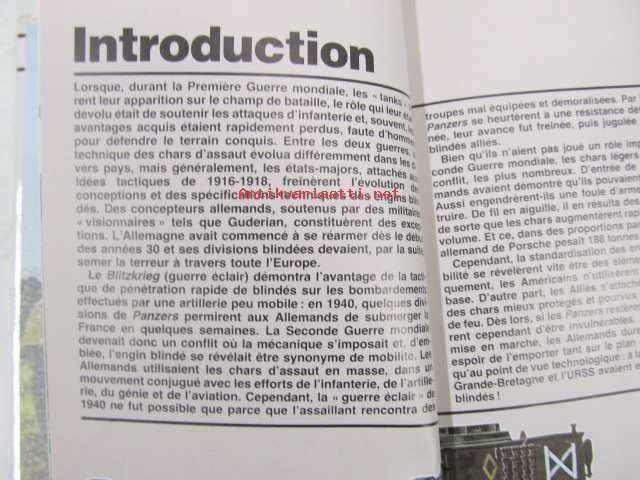 Introduction
Lorsque, durant la Première Guerre mondiale, les « tanks »
rent leur apparition sur le champ de bataille, le rôle qui leur
dévolu était de soutenir les attaques d'infanterie et, souvent, les
avantages acquis étaient rapidement perdus, faute d'hommes
pour défendre le terrain conquis. Entre les deux guerres,
technique des chars d'assaut évolua différemment dans les
vers pays, mais généralement, les états-majors, attachés aux
idées tactiques de 1916-1918, freinèrent l'évolution
conceptions et des spécifications techniques des engins blin-
dés. Des concepteurs allemands, soutenus par des militaires
« visionnaires » tels que Guderian, constituèrent des excep-
tions. L'Allemagne avait commencé à se réarmer dès le début
des années 30 et ses divisions blindées devaient, par la suite,
semer la terreur à travers toute l'Europe.
Le Blitzkrieg (guerre éclair) démontra l'avantage de la tacti-
que de pénétration rapide de blindés sur les bombardements
effectués par une artillerie peu mobile : en 1940, quelques divi-
sions de Panzers permirent aux Allemands de submerger la
France en quelques semaines. La Seconde Guerre mondiale
devenait donc un conflit où la mécanique s'imposait et, d'em-
blée, l'engin blindé se révélait être synonyme de mobilité. Les
Allemands utilisaient les chars d'assaut en masse, dans un
mouvement conjugué avec les efforts de l'infanterie, de l'artille-
rie, du génie et de l'aviation. Cependant, la « guerre éclair » de
1940 ne fut possible que parce que l'assaillant rencontra des
Antikvariaatti.net
troupes mal équipées et démoralisées. Par
Panzers se heurtèrent à une résistance
née, leur avance fut freinée, puis jugulée
blindés alliés.
Bien qu'ils n'aient pas joué un rôle
conde Guerre mondiale, les chars légers
conflit, les plus nombreux. D'entrée de
mands avaient démontré qu'ils pouvaient
Aussi engendrèrent-ils une toule d'arm
truire. De fil en aiguille, il en résulta des
de sorte que les chars augmentèrent
volume. Et ce, dans des proportions
allemand de Porsche pesait 188 tonnes
Cependant, la standardisation des
bilité se révélèrent vite être des
quement, les Américains n'utilisèrent
base. D'autre part, les Alliés s'attach
des chars mieux protégés et pourvus
de feu. Dès lors, si les Panzers
rent cependant d'être invulnérables.
mise en marche, les Allemands
espoir de l'emporter tant sur le plan
qu'au point de vue technologique : à
Grande-Bretagne et l'URSS avaient
blindés !